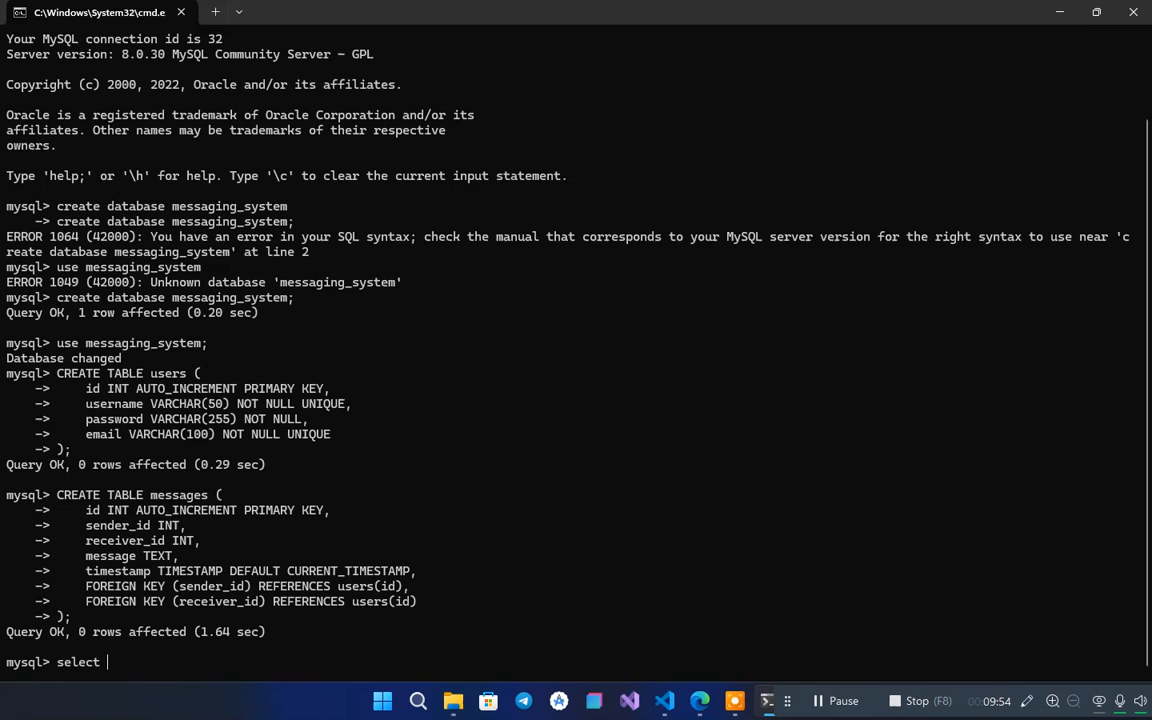 C:\Windows\System32\cmd.e
Your MySQL connection id is 32
Server version: 8.0.30 MySQL Community Server - GPL
Copyright (c) 2000, 2022, Oracle and/or its affiliates.
Oracle is a registered trademark of Oracle Corporation and/or its
affiliates. Other names may be trademarks of their respective
owners.
Type 'help;' or '\h' for help. Type '\c' to clear the current input statement.
mysql> create database messaging_system
    -> create database messaging_system;
ERROR 1064 (42000): You have an error in your SQL syntax; check the manual that corresponds to your MySQL server version for the right syntax to use near 'c
reate database messaging_system' at line 2
mysql> use messaging_system
ERROR 1049 (42000): Unknown database 'messaging_system'
mysql> create database messaging_system;
Query OK, 1 row affected (0.20 sec)
mysql> use messaging_system;
Database changed
mysql> CREATE TABLE users (
    ->     id INT AUTO_INCREMENT PRIMARY KEY,
    ->     username VARCHAR(50) NOT NULL UNIQUE,
    ->     password VARCHAR(255) NOT NULL,
    ->     email VARCHAR(100) NOT NULL UNIQUE
    -> );
Query OK, 0 rows affected (0.29 sec)
mysql> CREATE TABLE messages (
    ->     id INT AUTO_INCREMENT PRIMARY KEY,
    ->     sender_id INT,
    ->     receiver_id INT,
    ->     message TEXT,
    ->     timestamp TIMESTAMP DEFAULT CURRENT_TIMESTAMP,
    ->     FOREIGN KEY (sender_id) REFERENCES users(id),
    ->     FOREIGN KEY (receiver_id) REFERENCES users(id)
    -> );
Query OK, 0 rows affected (1.64 sec)
mysql> select
Pause Stop (F8) 00:09:54